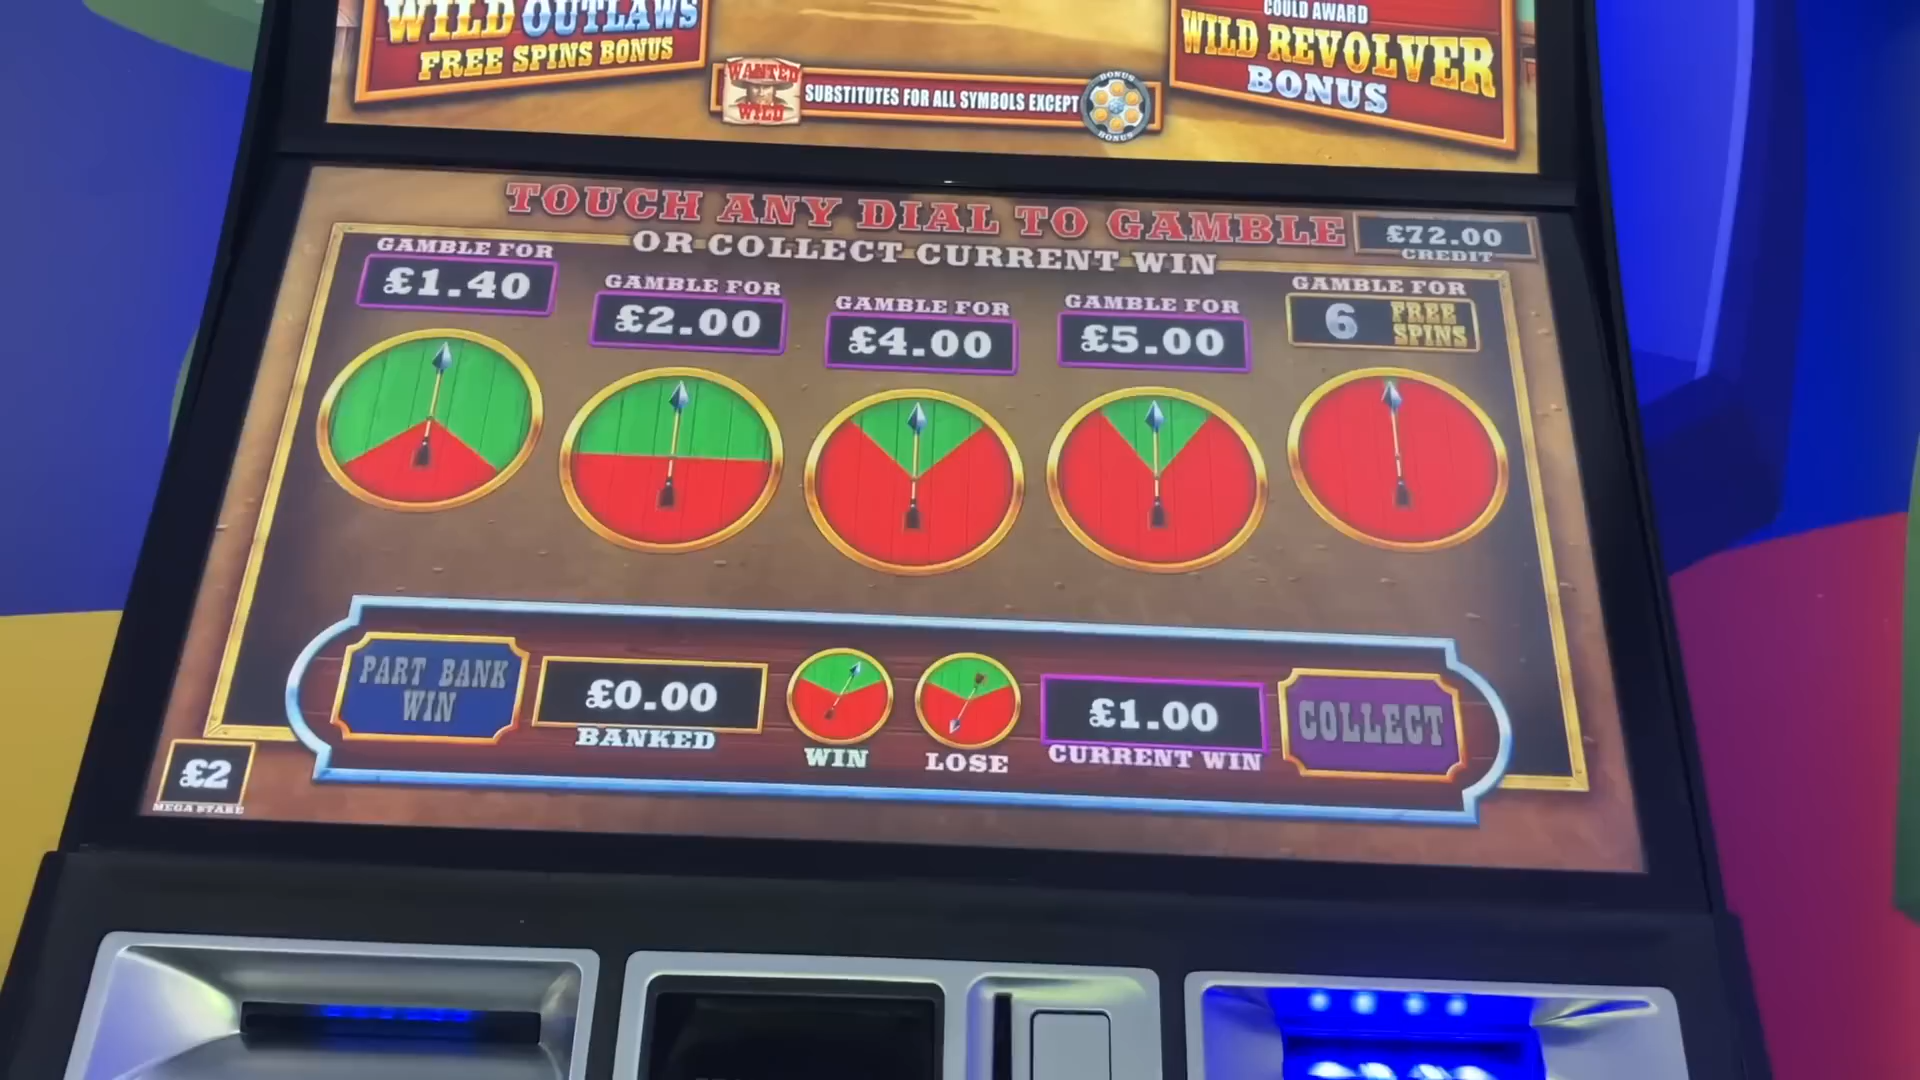 WILD OUTLAWS
FREE SPINS BONUS
COULD AWARD
WILD REVOLVER
BONUS
WANTED
WILD
SUBSTITUTES FOR ALL SYMBOLS EXCEPT
BONUS
BONUS
TOUCH ANY DIAL TO GAMBLE
OR COLLECT CURRENT WIN
£72.00
CREDIT
GAMBLE FOR
£1.40
GAMBLE FOR
£2.00
GAMBLE FOR
£4.00
GAMBLE FOR
£5.00
GAMBLE FOR
6 FREE SPINS
PART BANK
WIN
£0.00
BANKED
WIN
LOSE
£1.00
CURRENT WIN
COLLECT
£2
MEGA STAKE